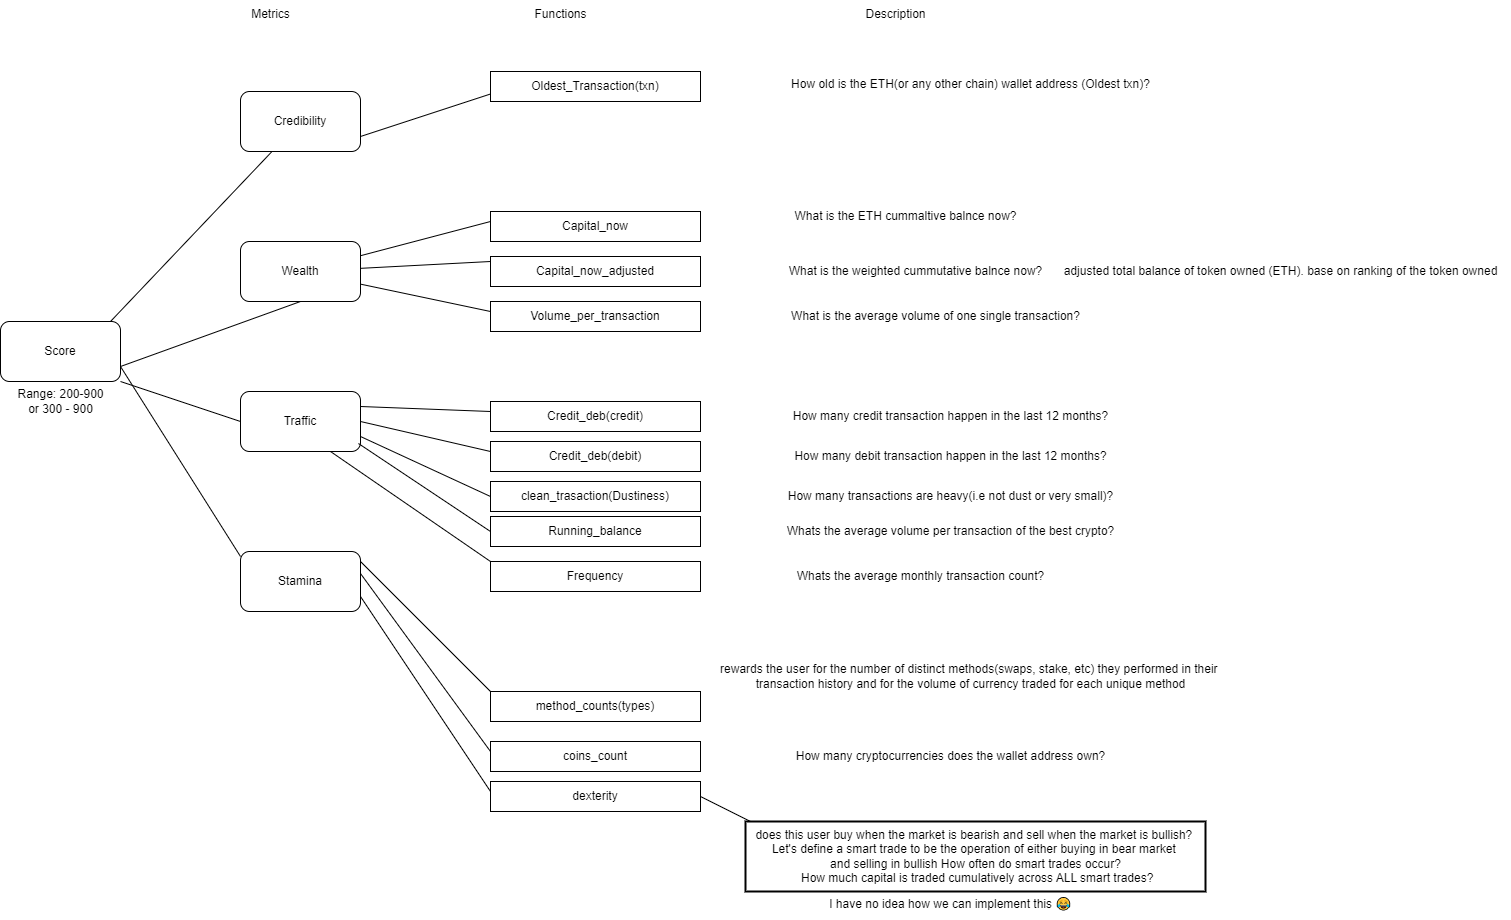 Metrics
Functions
Description
Oldest_Transaction(txn)
How old is the ETH(or any other chain) wallet address (Oldest txn)?
Credibility
Capital_now
What is the ETH cummaltive balnce now?
Wealth
Capital_now_adjusted
What is the weighted cummutative balnce now?
adjusted total balance of token owned (ETH). base on ranking of the token owned
Volume_per_transaction
What is the average volume of one single transaction?
Score
Range: 200-900
or 300 - 900
Traffic
Credit_deb(credit)
How many credit transaction happen in the last 12 months?
Credit_deb(debit)
How many debit transaction happen in the last 12 months?
clean_trasaction(Dustiness)
How many transactions are heavy(i.e not dust or very small)?
Running_balance
Whats the average volume per transaction of the best crypto?
Frequency
Whats the average monthly transaction count?
Stamina
rewards the user for the number of distinct methods(swaps, stake, etc) they performed in their
transaction history and for the volume of currency traded for each unique method
method_counts(types)
coins_count
How many cryptocurrencies does the wallet address own?
dexterity
does this user buy when the market is bearish and sell when the market is bullish?
Let's define a smart trade to be the operation of either buying in bear market
and selling in bullish How often do smart trades occur?
How much capital is traded cumulatively across ALL smart trades?
I have no idea how we can implement this 😂